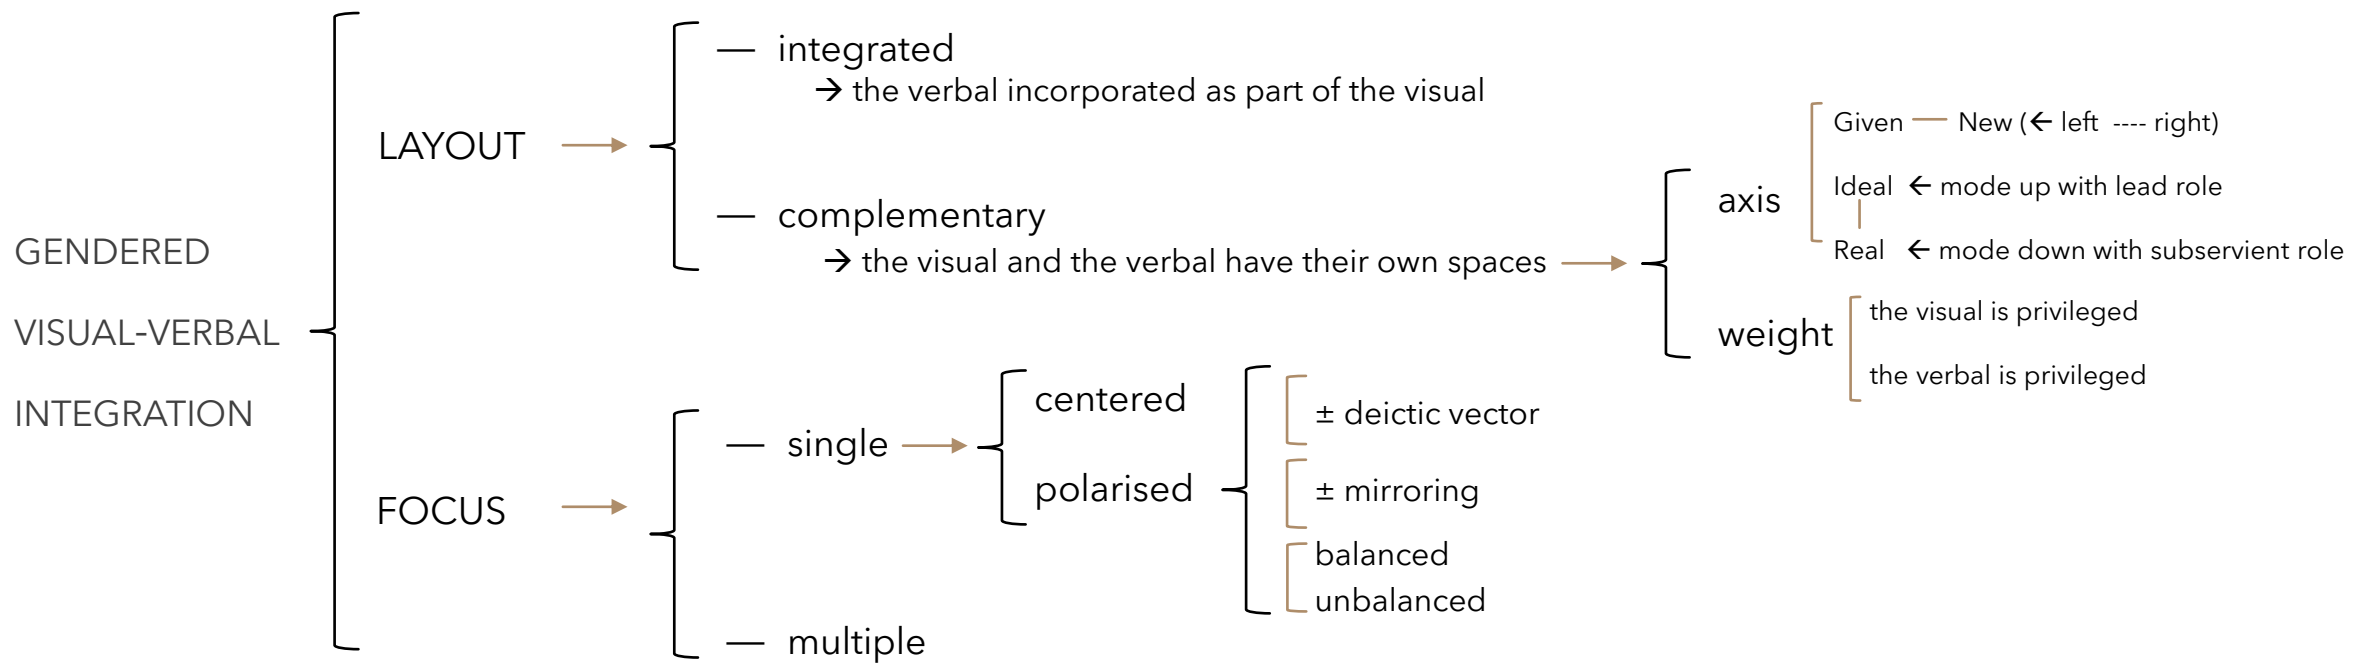 GENDERED
VISUAL-VERBAL
INTEGRATION
LAYOUT
— integrated
→ the verbal incorporated as part of the visual
— complementary
→ the visual and the verbal have their own spaces
axis
Given — New (← left ---- right)
Ideal ← mode up with lead role
Real ← mode down with subservient role
weight
the visual is privileged
the verbal is privileged
FOCUS
— single
centered
polarised
± deictic vector
± mirroring
balanced
unbalanced
— multiple